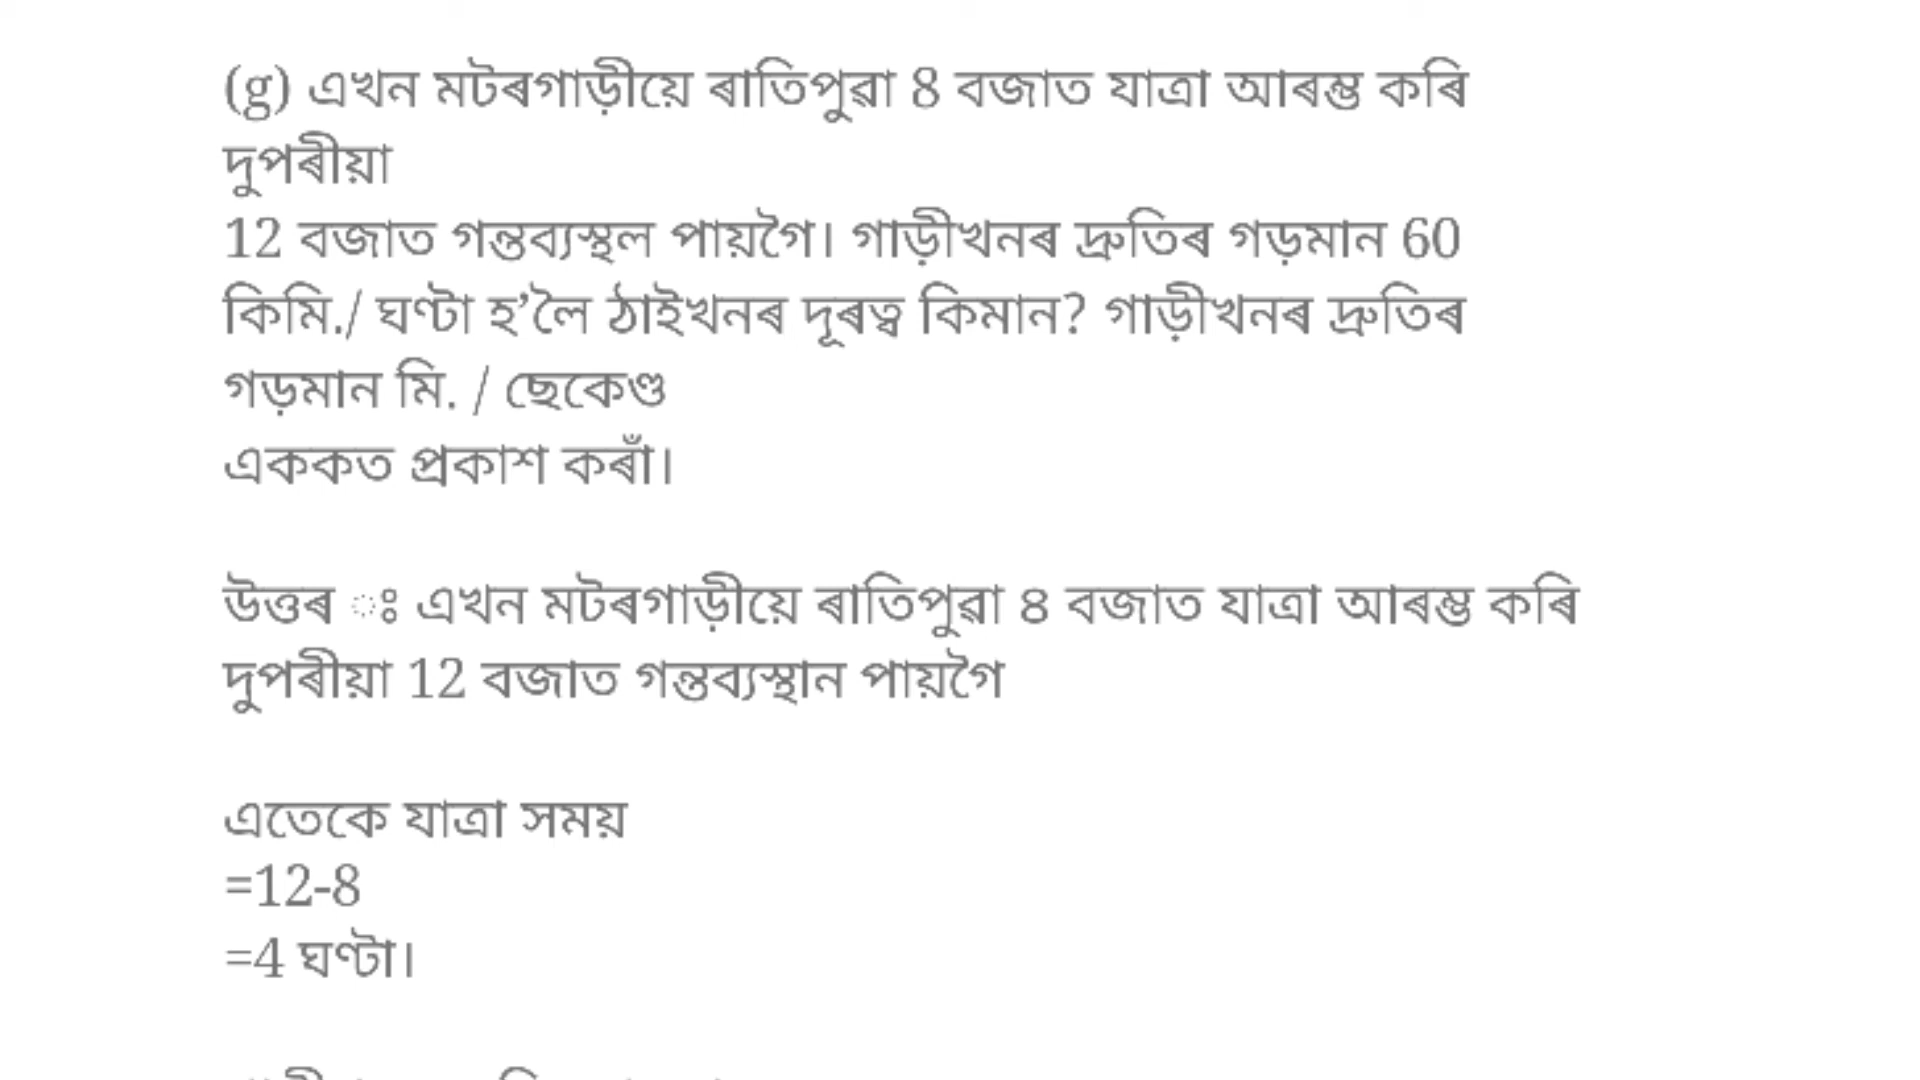 (g) এখন মটৰগাড়ীয়ে ৰাতিপুৱা 8 বজাত যাত্ৰা আৰম্ভ কৰি
দুপৰীয়া
12 বজাত গন্তব্যস্থল পায়গৈ। গাড়ীখনৰ দ্ৰুতিৰ গড়মান 60
কিমি./ ঘণ্টা হ’লৈ ঠাইখনৰ দূৰত্ব কিমান? গাড়ীখনৰ দ্ৰুতিৰ
গড়মান মি. / ছেকেণ্ড
এককত প্ৰকাশ কৰাঁ।
উত্তৰ ঃ এখন মটৰগাড়ীয়ে ৰাতিপুৱা ৪ বজাত যাত্ৰা আৰম্ভ কৰি
দুপৰীয়া 12 বজাত গন্তব্যস্থান পায়গৈ
এতেকে যাত্ৰা সময়
=12-8
=4 ঘণ্টা।